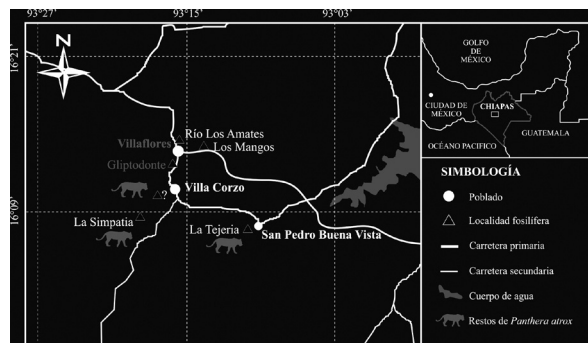 93°27'
93°15'
93°03'
16°21'
16°09'
N
Río Los Amates
Villaflores
Los Mangos
Gliptodonte
?
Villa Corzo
La Simpatia
La Tejeria
San Pedro Buena Vista
GOLFO
DE
MÉXICO
CHIAPAS
CIUDAD DE
MÉXICO
GUATEMALA
OCÉANO PACIFICO
SIMBOLOGÍA
Poblado
Localidad fosilífera
Carretera primaria
Carretera secundaria
Cuerpo de agua
Restos de Panthera atrox